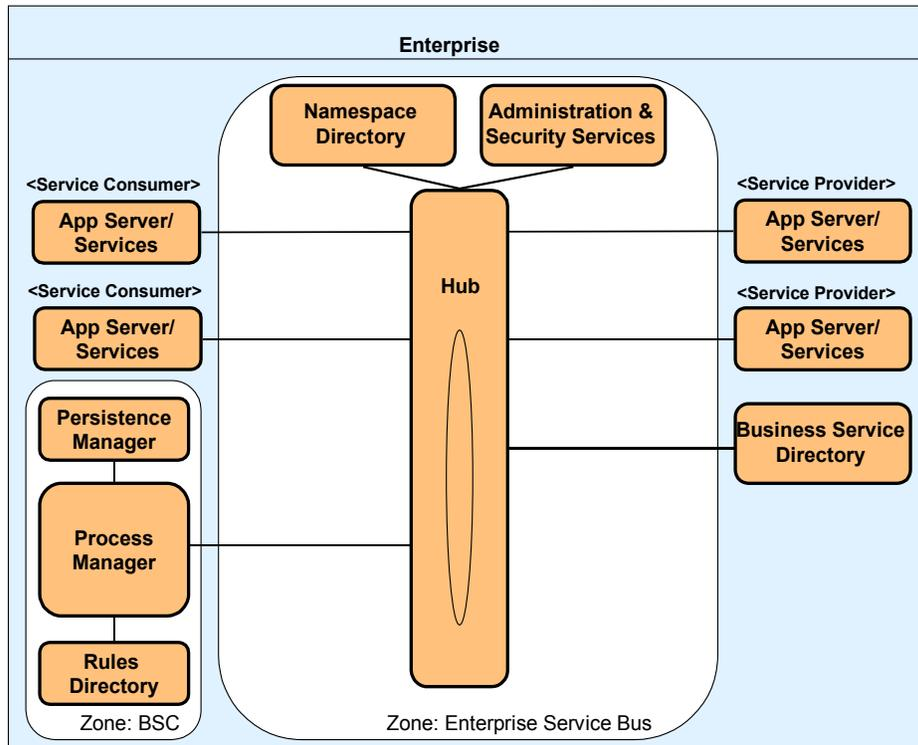 Enterprise
Namespace
Directory
Administration &
Security Services
<Service Consumer>
App Server/
Services
<Service Provider>
App Server/
Services
Hub
<Service Consumer>
App Server/
Services
<Service Provider>
App Server/
Services
Persistence
Manager
Business Service
Directory
Process
Manager
Rules
Directory
Zone: BSC
Zone: Enterprise Service Bus